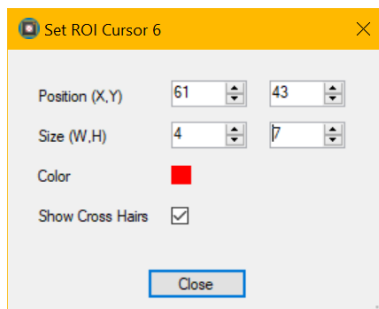 Set ROI Cursor 6
Position (X,Y) 61 43
Size (W,H) 4 7
Color
Show Cross Hairs
Close